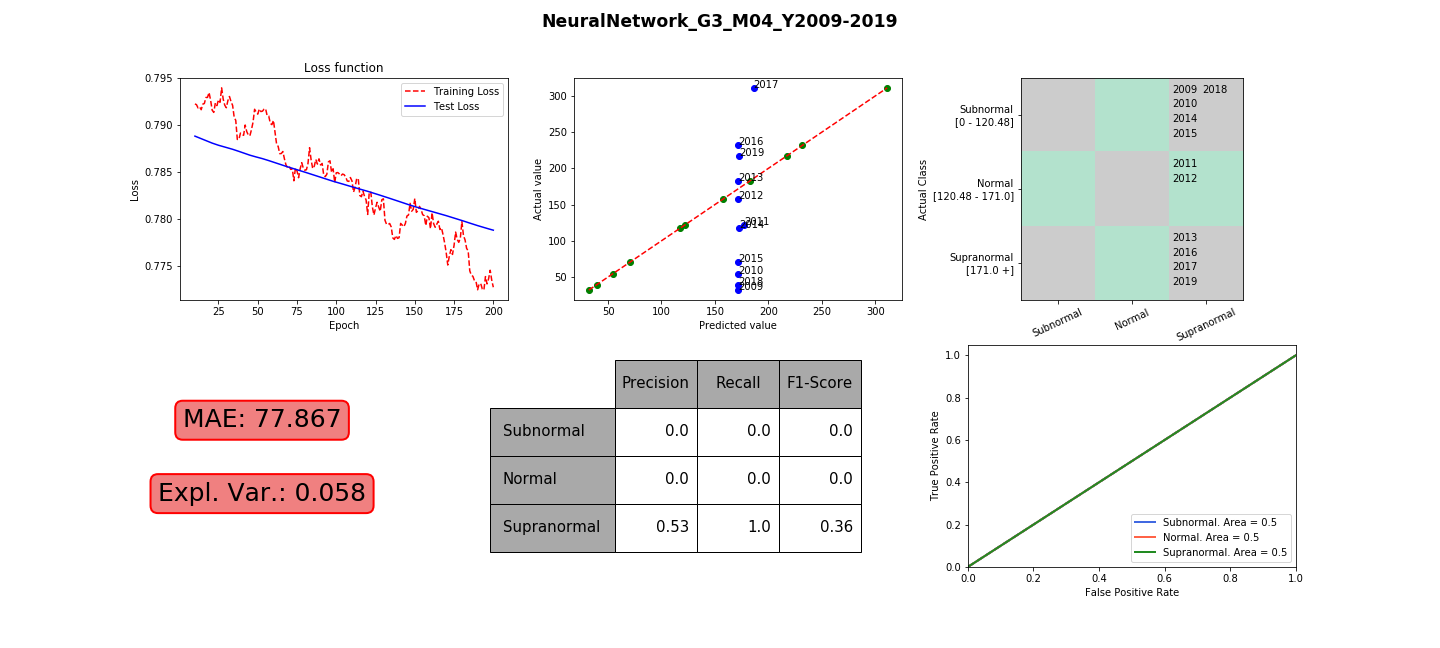 NeuralNetwork_G3_M04_Y2009-2019
Loss function
0.795
0.790
0.785
0.780
0.775
Loss
25 50 75 100 125 150 175 200
Epoch
Training Loss
Test Loss
300
250
200
150
100
50
Actual value
50 100 150 200 250 300
Predicted value
2017
2016
2019
2013
2012
2011
2014
2015
2010
2018
2009
Actual Class
Subnormal
[0 - 120.48]
Normal
[120.48 - 171.0]
Supranormal
[171.0 +]
2009 2018
2010
2014
2015
2011
2012
2013
2016
2017
2019
Subnormal Normal Supranormal
MAE: 77.867
Expl. Var.: 0.058
Precision Recall F1-Score
Subnormal 0.0 0.0 0.0
Normal 0.0 0.0 0.0
Supranormal 0.53 1.0 0.36
1.0
0.8
0.6
0.4
0.2
0.0
True Positive Rate
0.0 0.2 0.4 0.6 0.8 1.0
False Positive Rate
Subnormal. Area = 0.5
Normal. Area = 0.5
Supranormal. Area = 0.5